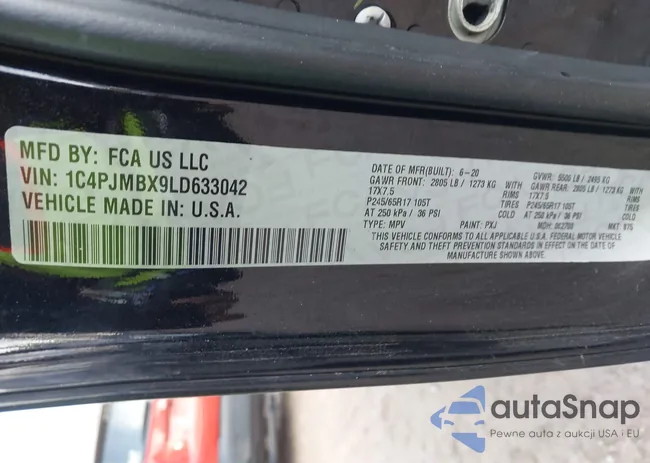 MFD BY: FCA US LLC
VIN: 1C4PJMBX9LD633042
VEHICLE MADE IN: U.S.A.
DATE OF MFR(BUILT): 6-20 GVWR: 5500 LB / 2495 KG
GAWR FRONT: 2805 LB / 1273 KG WITH GAWR REAR: 2805 LB / 1273 KG WITH
17X7.5 RIMS 17X7.5 RIMS
P245/65R17 105T TIRES P245/65R17 105T TIRES
AT 250 kPa / 36 PSI COLD AT 250 kPa / 36 PSI COLD
TYPE: MPV PAINT: PXJ MDH: MKT:
THIS VEHICLE CONFORMS TO ALL APPLICABLE U.S.A. FEDERAL MOTOR VEHICLE
SAFETY AND THEFT PREVENTION STANDARDS IN EFFECT ON THE DATE OF
MANUFACTURE SHOWN ABOVE.
autaSnap
Pewne auta z aukcji USA i EU